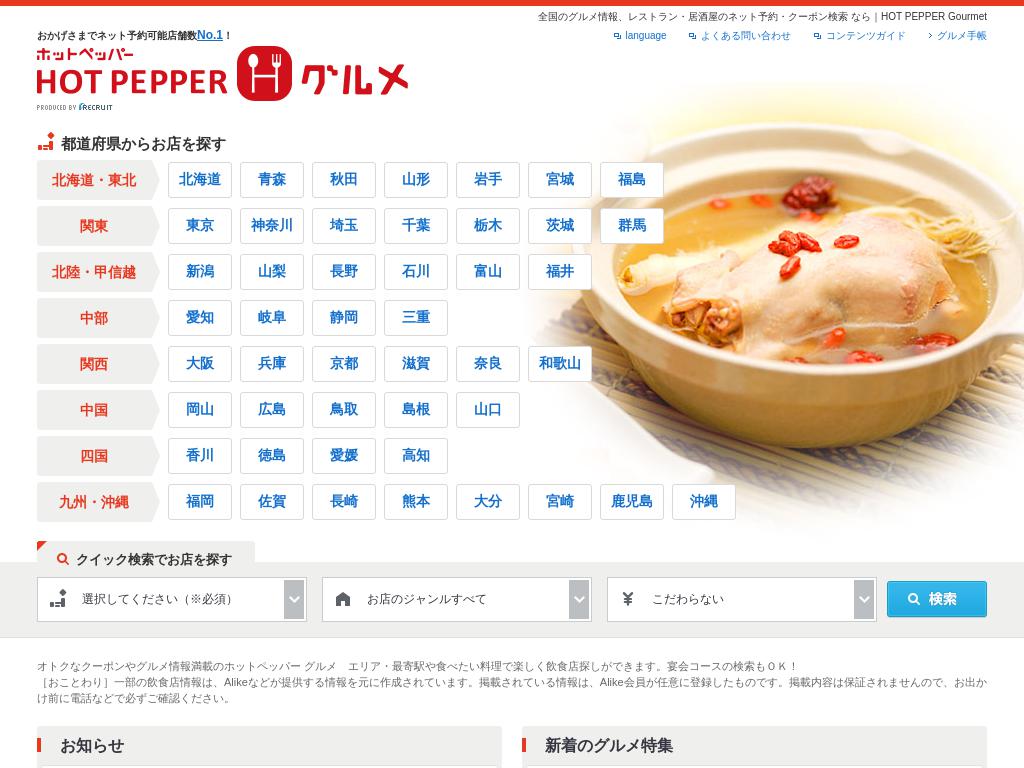 全国のグルメ情報、レストラン・居酒屋のネット予約・クーポン検索 なら｜HOT PEPPER Gourmet
おかげさまでネット予約可能店舗数No.1！
language よくある問い合わせ コンテンツガイド グルメ手帳
ホットペッパー
HOT PEPPER グルメ
PRODUCED BY RECRUIT
都道府県からお店を探す
北海道・東北 北海道 青森 秋田 山形 岩手 宮城 福島
関東 東京 神奈川 埼玉 千葉 栃木 茨城 群馬
北陸・甲信越 新潟 山梨 長野 石川 富山 福井
中部 愛知 岐阜 静岡 三重
関西 大阪 兵庫 京都 滋賀 奈良 和歌山
中国 岡山 広島 鳥取 島根 山口
四国 香川 徳島 愛媛 高知
九州・沖縄 福岡 佐賀 長崎 熊本 大分 宮崎 鹿児島 沖縄
クイック検索でお店を探す
選択してください（※必須） お店のジャンルすべて ¥ こだわらない 検索
オトクなクーポンやグルメ情報満載のホットペッパー グルメ　エリア・最寄駅や食べたい料理で楽しく飲食店探しができます。宴会コースの検索もＯＫ！
［おことわり］一部の飲食店情報は、Alikeなどが提供する情報を元に作成されています。掲載されている情報は、Alike会員が任意に登録したものです。掲載内容は保証されませんので、お出か
け前に電話などで必ずご確認ください。
お知らせ 新着のグルメ特集